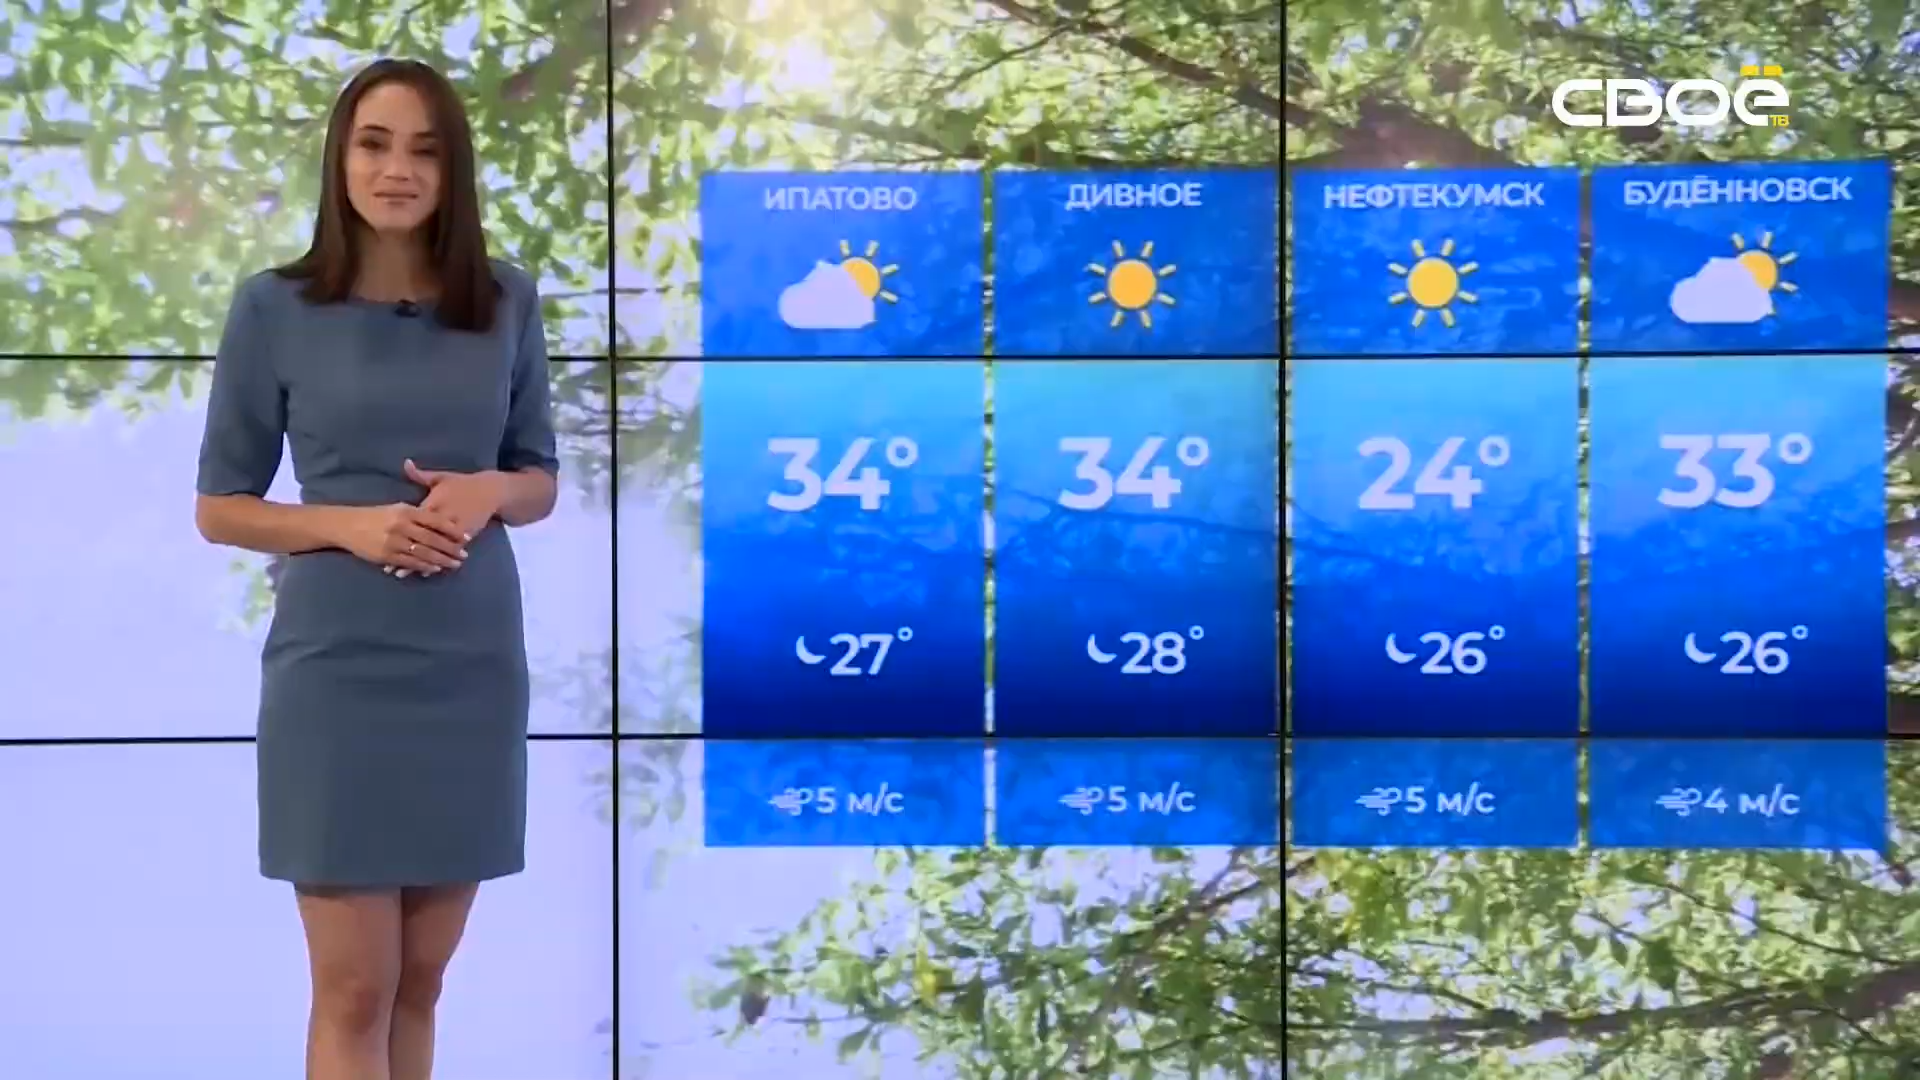 СВОЁ
ТВ
ИПАТОВО
ДИВНОЕ
НЕФТЕКУМСК
БУДЁННОВСК
34°
34°
24°
33°
27°
28°
26°
26°
5 м/с
5 м/с
5 м/с
4 м/с